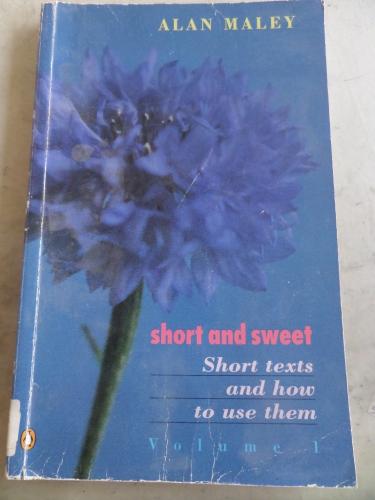 ALAN MALEY
short and sweet
Short texts
and how
to use them
Volume 1